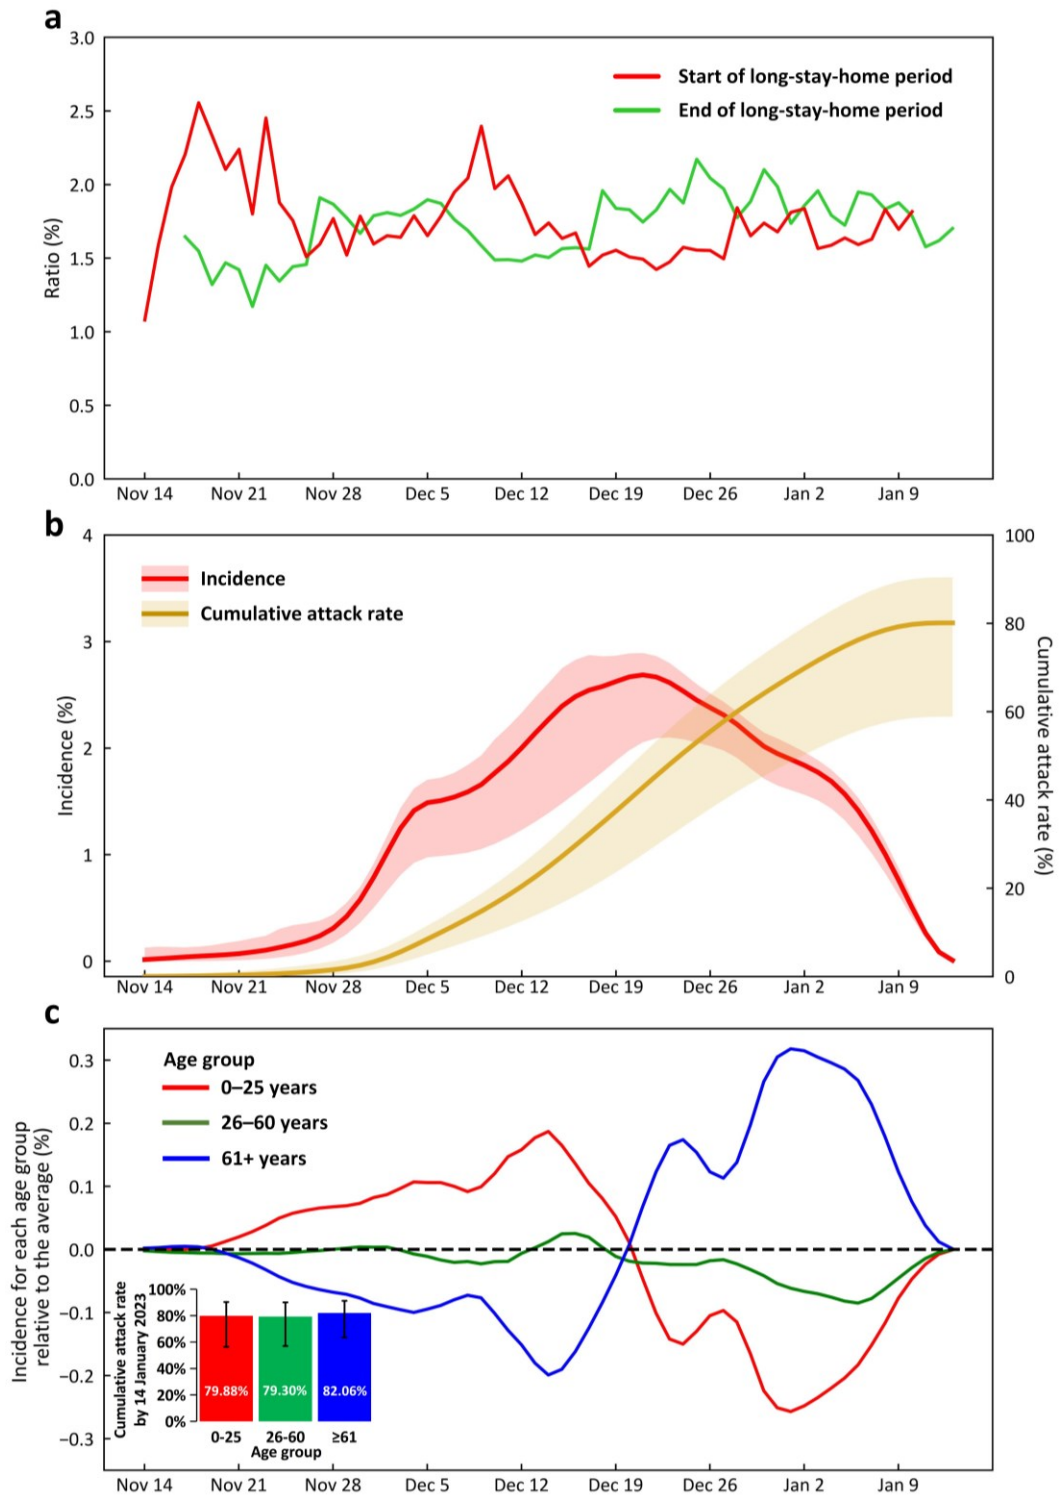 a
3.0
2.5
2.0
1.5
1.0
0.5
0.0
Ratio (%)
Start of long-stay-home period
End of long-stay-home period
Nov 14 Nov 21 Nov 28 Dec 5 Dec 12 Dec 19 Dec 26 Jan 2 Jan 9
b
4
3
2
1
0
Incidence (%)
Incidence
Cumulative attack rate
100
80
60
40
20
0
Cumulative attack rate (%)
Nov 14 Nov 21 Nov 28 Dec 5 Dec 12 Dec 19 Dec 26 Jan 2 Jan 9
c
0.3
0.2
0.1
0.0
−0.1
−0.2
−0.3
Incidence for each age group
relative to the average (%)
Age group
0–25 years
26–60 years
61+ years
Cumulative attack rate
by 14 January 2023
100%
80%
60%
40%
20%
0%
79.88% 79.30% 82.06%
0-25 26-60 ≥61
Age group
Nov 14 Nov 21 Nov 28 Dec 5 Dec 12 Dec 19 Dec 26 Jan 2 Jan 9